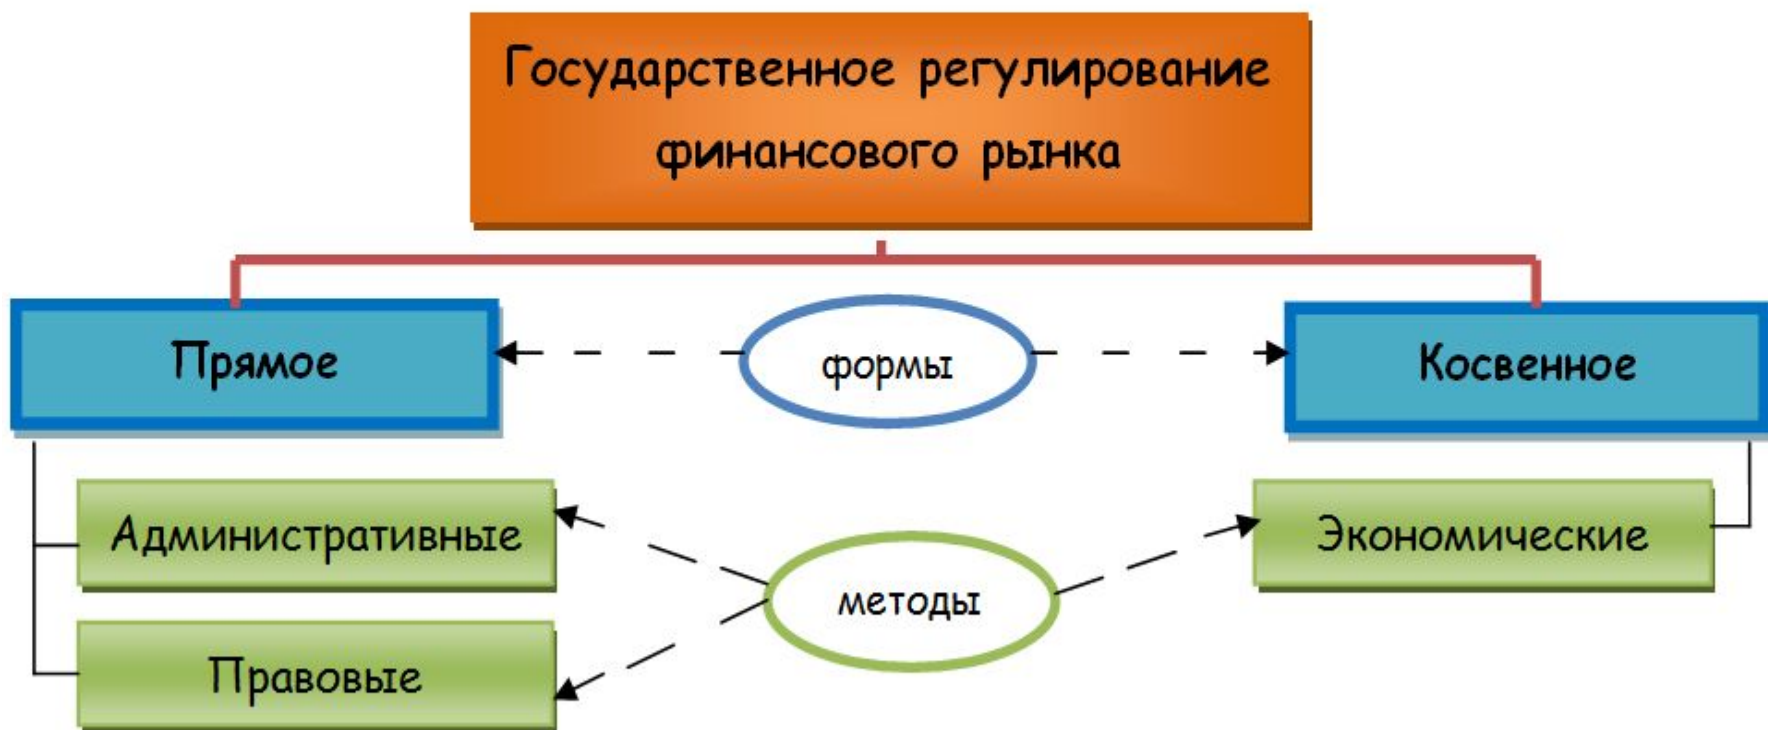 Государственное регулирование
финансового рынка
Прямое
формы
Косвенное
Административные
Экономические
методы
Правовые